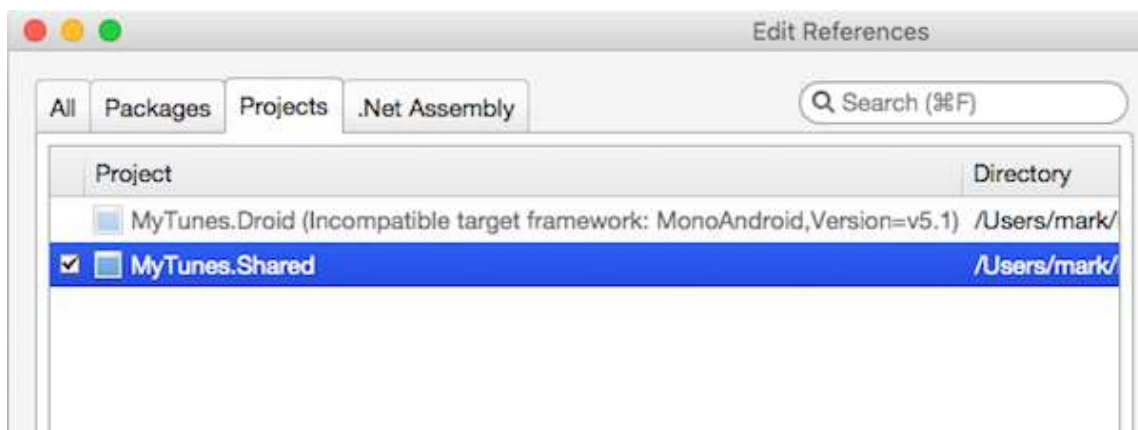 Edit References
All Packages Projects .Net Assembly Search (⌘F)
Project Directory
MyTunes.Droid (Incompatible target framework: MonoAndroid,Version=v5.1) /Users/mark/
MyTunes.Shared /Users/mark/